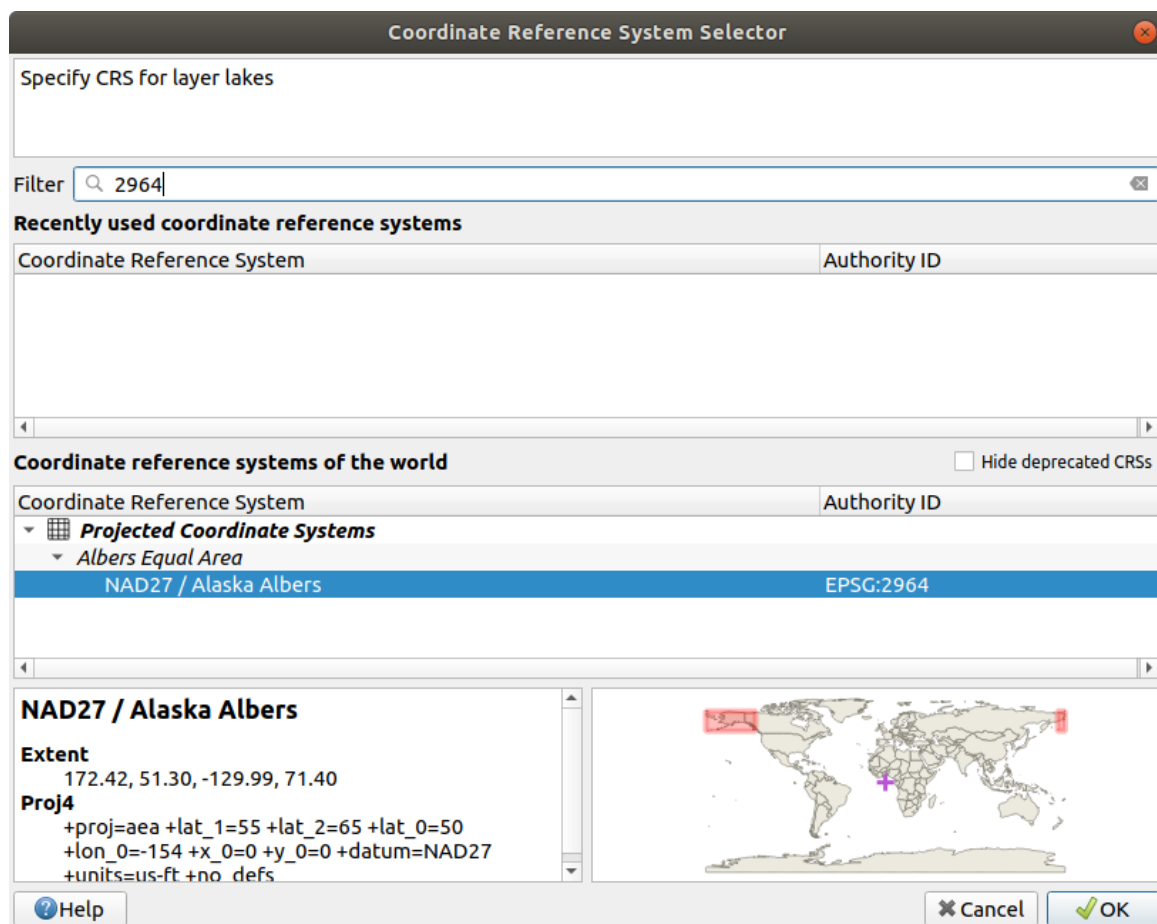 Coordinate Reference System Selector
Specify CRS for layer lakes
Filter 2964
Recently used coordinate reference systems
Coordinate Reference System Authority ID
Coordinate reference systems of the world Hide deprecated CRSs
Coordinate Reference System Authority ID
Projected Coordinate Systems
Albers Equal Area
NAD27 / Alaska Albers EPSG:2964
NAD27 / Alaska Albers
Extent
172.42, 51.30, -129.99, 71.40
Proj4
+proj=aea +lat_1=55 +lat_2=65 +lat_0=50
+lon_0=-154 +x_0=0 +y_0=0 +datum=NAD27
+units=us-ft +no_defs
Help Cancel OK